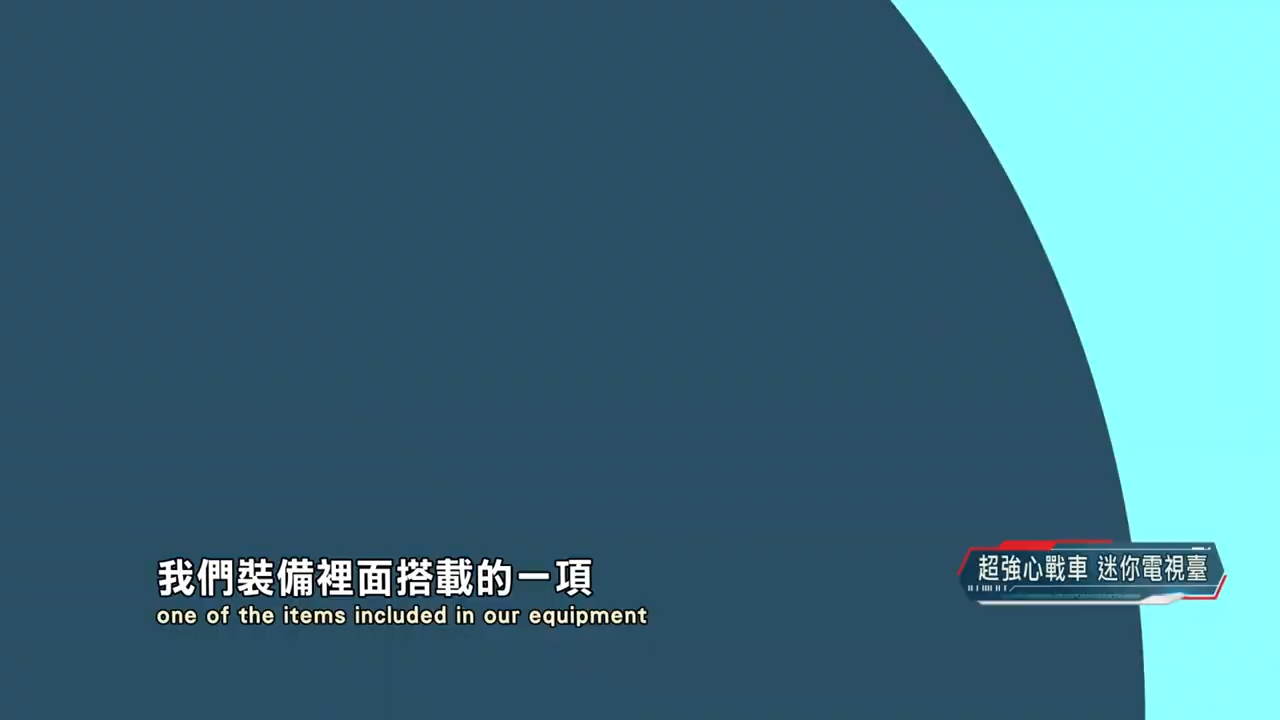 我們裝備裡面搭載的一項
one of the items included in our equipment
超強心戰車 迷你電視臺